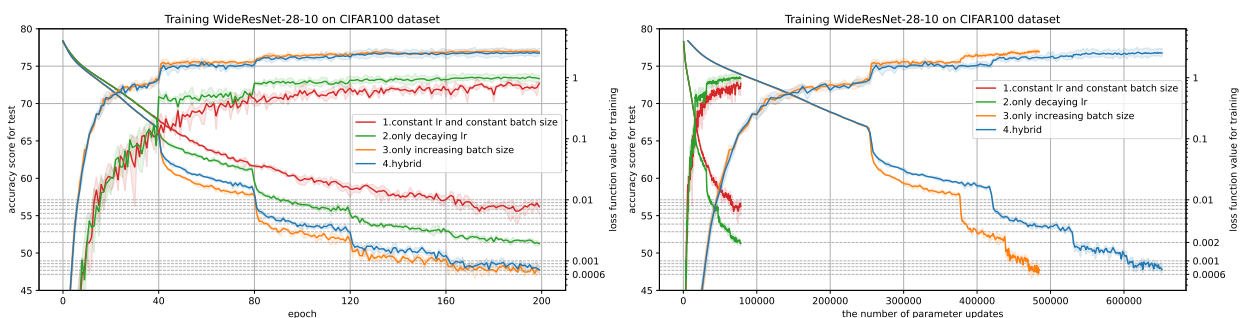 Training WideResNet-28-10 on CIFAR100 dataset
accuracy score for test
80
75
70
65
60
55
50
45
1.constant lr and constant batch size
2.only decaying lr
3.only increasing batch size
4.hybrid
1
0.1
0.01
0.001
0.0006
loss function value for training
0 40 80 120 160 200
epoch
Training WideResNet-28-10 on CIFAR100 dataset
accuracy score for test
80
75
70
65
60
55
50
45
1.constant lr and constant batch size
2.only decaying lr
3.only increasing batch size
4.hybrid
1
0.1
0.01
0.002
0.001
0.0006
loss function value for training
0 100000 200000 300000 400000 500000 600000
the number of parameter updates